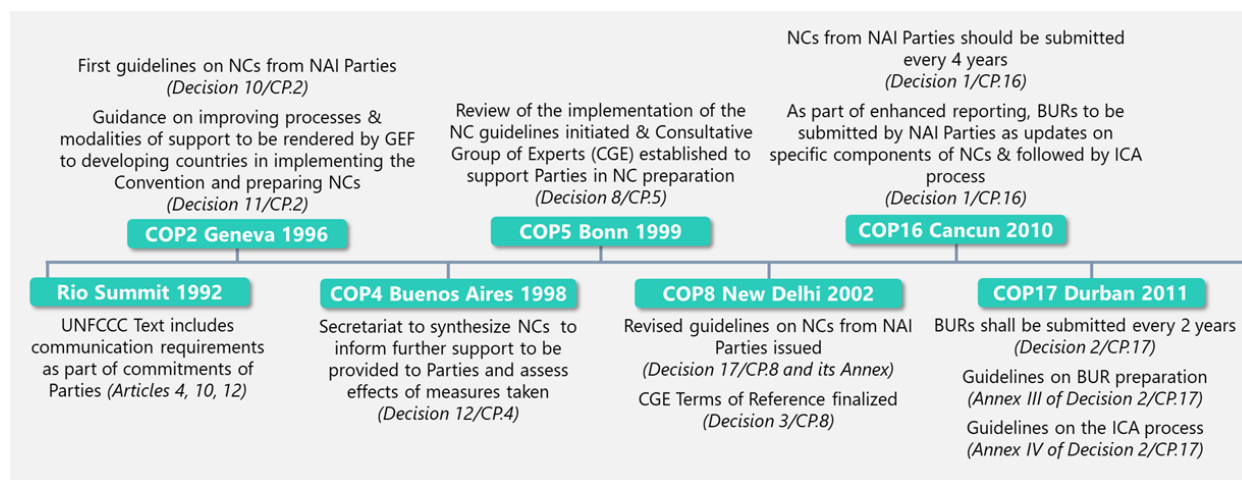 First guidelines on NCs from NAI Parties
(Decision 10/CP.2)
Guidance on improving processes &
modalities of support to be rendered by GEF
to developing countries in implementing the
Convention and preparing NCs
(Decision 11/CP.2)
COP2 Geneva 1996
Review of the implementation of the
NC guidelines initiated & Consultative
Group of Experts (CGE) established to
support Parties in NC preparation
(Decision 8/CP.5)
COP5 Bonn 1999
NCs from NAI Parties should be submitted
every 4 years
(Decision 1/CP.16)
As part of enhanced reporting, BURs to be
submitted by NAI Parties as updates on
specific components of NCs & followed by ICA
process
(Decision 1/CP.16)
COP16 Cancun 2010
Rio Summit 1992
UNFCCC Text includes
communication requirements
as part of commitments of
Parties (Articles 4, 10, 12)
COP4 Buenos Aires 1998
Secretariat to synthesize NCs to
inform further support to be
provided to Parties and assess
effects of measures taken
(Decision 12/CP.4)
COP8 New Delhi 2002
Revised guidelines on NCs from NAI
Parties issued
(Decision 17/CP.8 and its Annex)
CGE Terms of Reference finalized
(Decision 3/CP.8)
COP17 Durban 2011
BURs shall be submitted every 2 years
(Decision 2/CP.17)
Guidelines on BUR preparation
(Annex III of Decision 2/CP.17)
Guidelines on the ICA process
(Annex IV of Decision 2/CP.17)